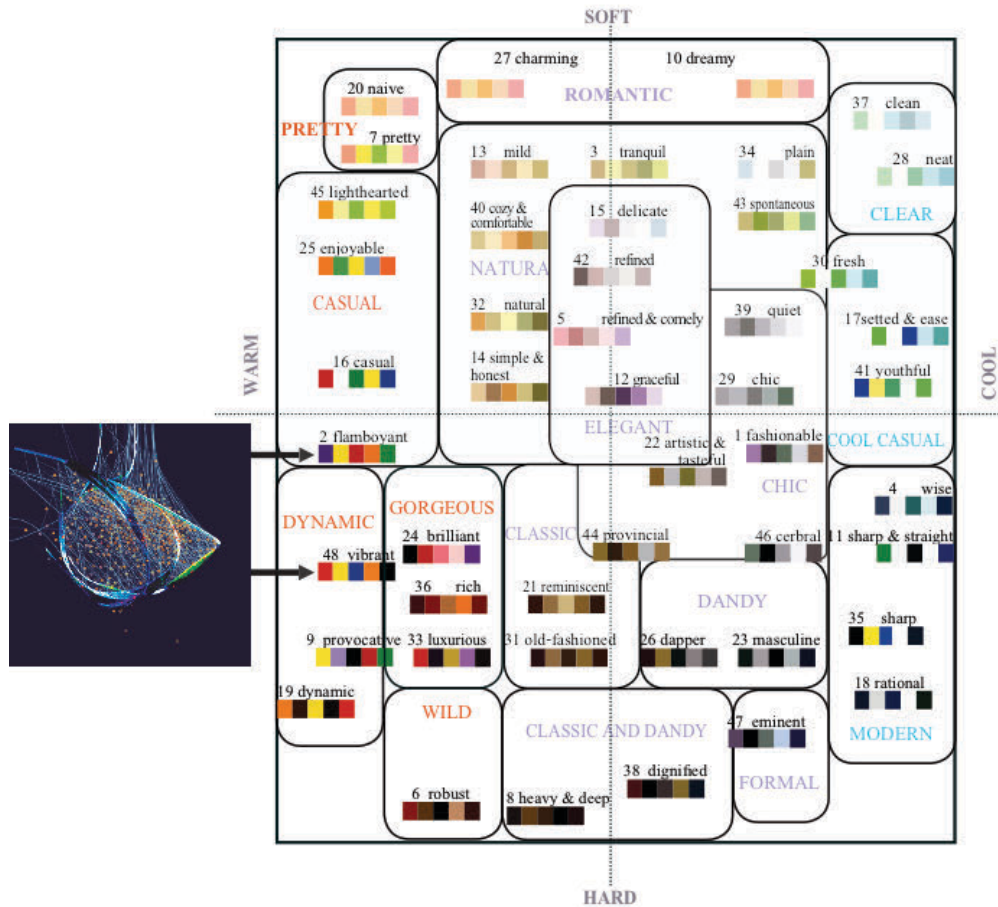 SOFT
27 charming
10 dreamy
ROMANTIC
20 naive
PRETTY
7 pretty
37 clean
28 neat
CLEAR
13 mild
3 tranquil
34 plain
45 lighthearted
40 cozy &
comfortable
15 delicate
43 spontaneous
25 enjoyable
NATURA
42 refined
30 fresh
CASUAL
32 natural
5 refined & comely
39 quiet
17setted & ease
WARM
COOL
16 casual
14 simple &
honest
12 graceful
29 chic
41 youthful
ELEGANT
2 flamboyant
22 artistic &
tasteful
1 fashionable
COOL CASUAL
CHIC
4 wise
DYNAMIC
GORGEOUS
CLASSIC
24 brilliant
44 provincial
46 cerbral
11 sharp & straight
48 vibrant
36 rich
21 reminiscent
DANDY
35 sharp
9 provocative
33 luxurious
31 old-fashioned
26 dapper
23 masculine
18 rational
19 dynamic
WILD
CLASSIC AND DANDY
47 eminent
MODERN
38 dignified
FORMAL
6 robust
8 heavy & deep
HARD